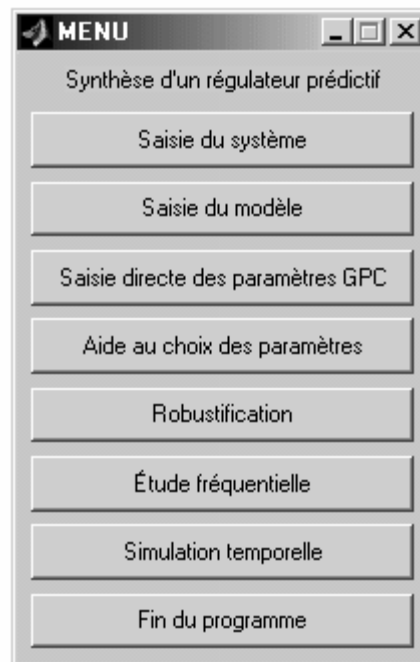 MENU
Synthèse d'un régulateur prédictif
Saisie du système
Saisie du modèle
Saisie directe des paramètres GPC
Aide au choix des paramètres
Robustification
Étude fréquentielle
Simulation temporelle
Fin du programme